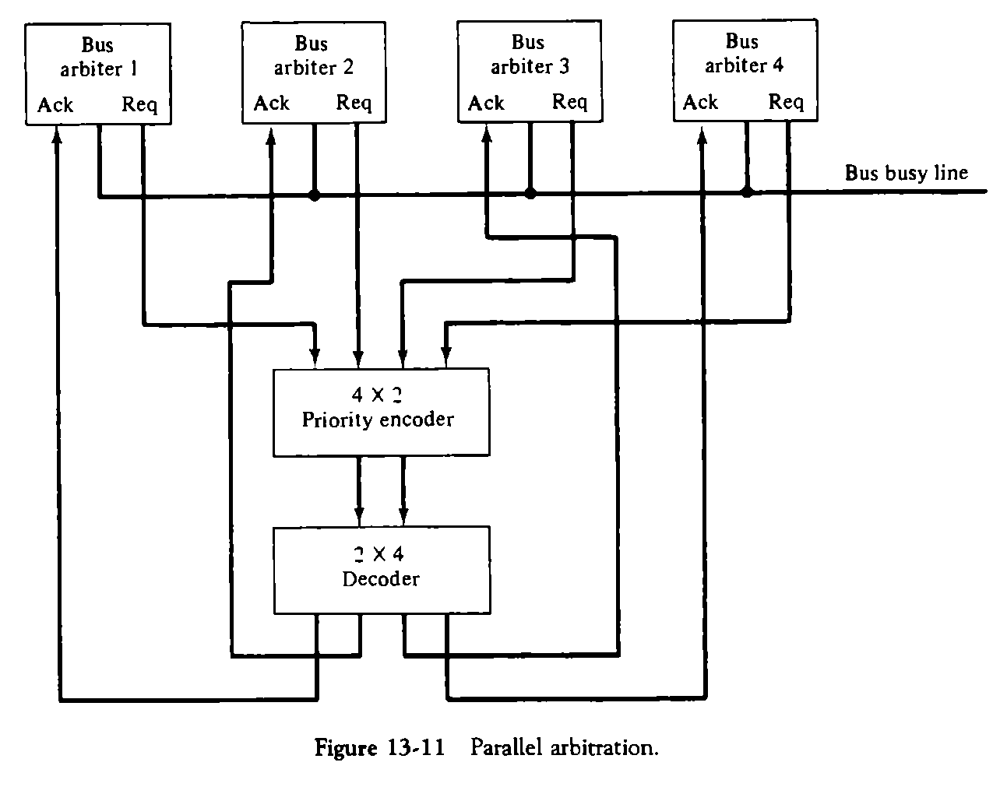 Bus
arbiter 1
Ack Req
Bus
arbiter 2
Ack Req
Bus
arbiter 3
Ack Req
Bus
arbiter 4
Ack Req
Bus busy line
4 X 2
Priority encoder
2 X 4
Decoder
Figure 13-11 Parallel arbitration.